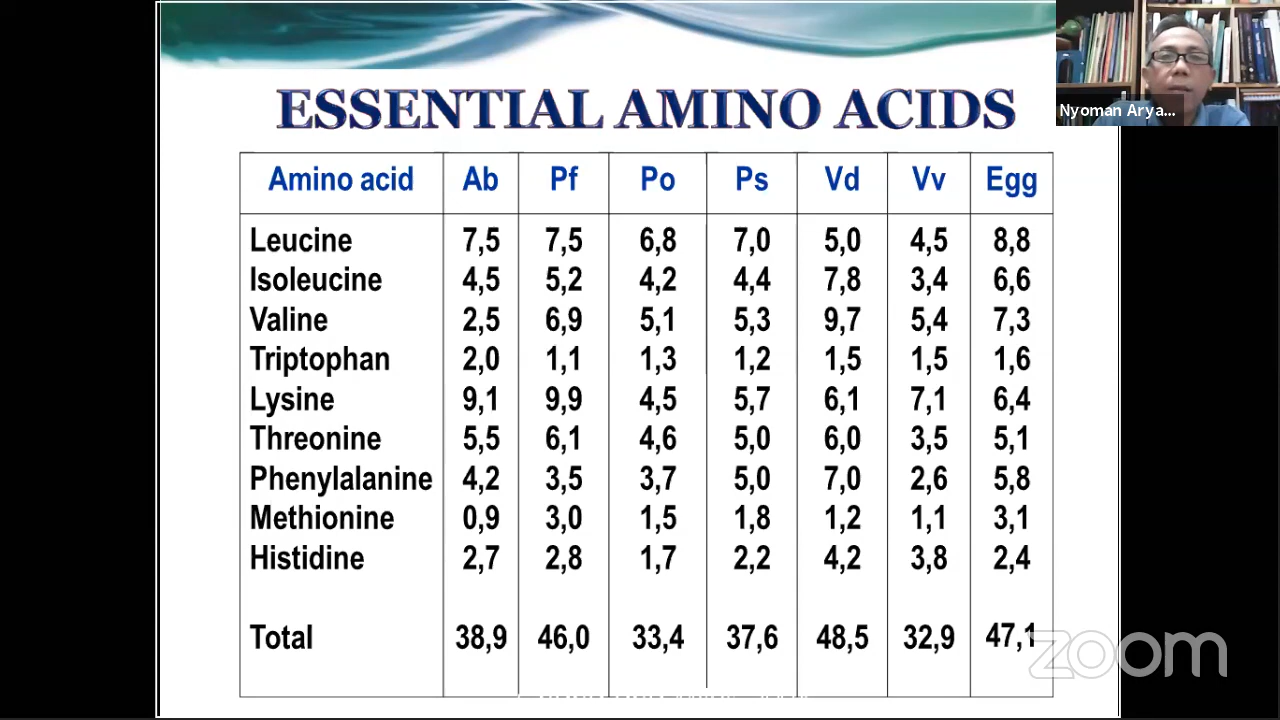 ESSENTIAL AMINO ACIDS
Nyoman Arya...
Amino acid Ab Pf Po Ps Vd Vv Egg
Leucine 7,5 7,5 6,8 7,0 5,0 4,5 8,8
Isoleucine 4,5 5,2 4,2 4,4 7,8 3,4 6,6
Valine 2,5 6,9 5,1 5,3 9,7 5,4 7,3
Triptophan 2,0 1,1 1,3 1,2 1,5 1,5 1,6
Lysine 9,1 9,9 4,5 5,7 6,1 7,1 6,4
Threonine 5,5 6,1 4,6 5,0 6,0 3,5 5,1
Phenylalanine 4,2 3,5 3,7 5,0 7,0 2,6 5,8
Methionine 0,9 3,0 1,5 1,8 1,2 1,1 3,1
Histidine 2,7 2,8 1,7 2,2 4,2 3,8 2,4
Total 38,9 46,0 33,4 37,6 48,5 32,9 47,1
zoom